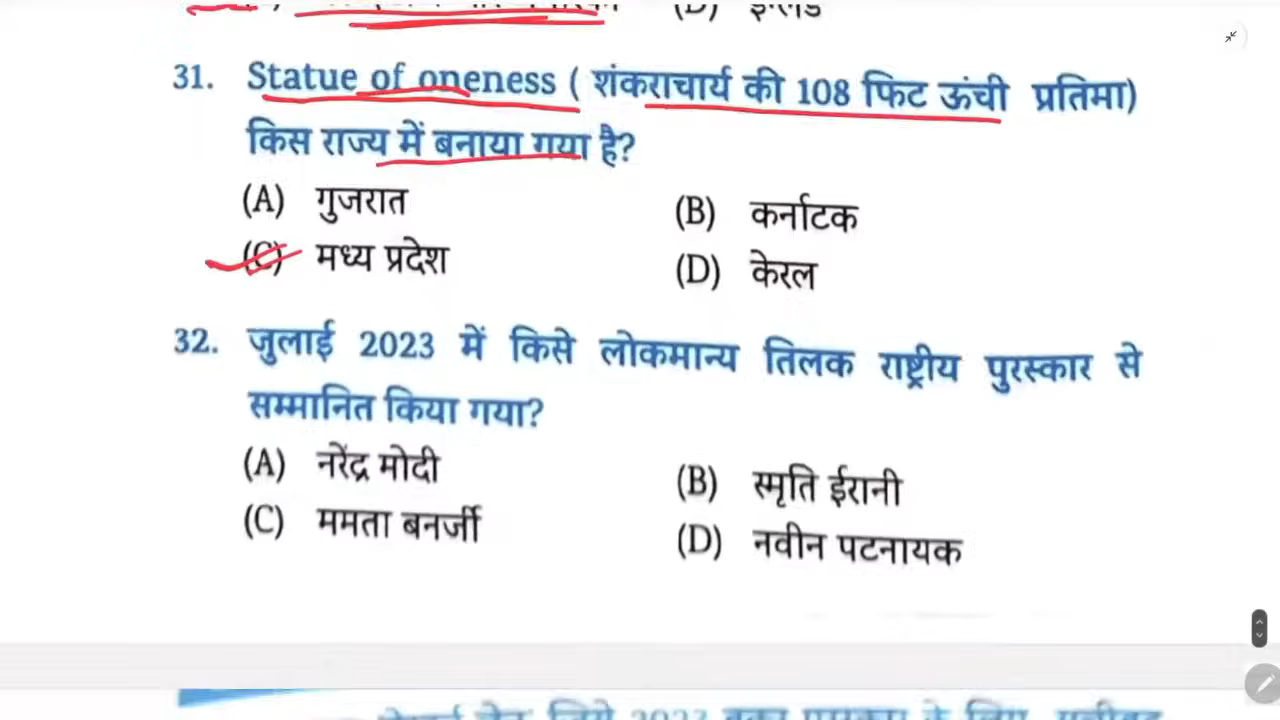 (D) इंग्लैंड
31. Statue of oneness ( शंकराचार्य की 108 फिट ऊंची प्रतिमा)
किस राज्य में बनाया गया है?
(A) गुजरात (B) कर्नाटक
(C) मध्य प्रदेश (D) केरल
32. जुलाई 2023 में किसे लोकमान्य तिलक राष्ट्रीय पुरस्कार से
सम्मानित किया गया?
(A) नरेंद्र मोदी (B) स्मृति ईरानी
(C) ममता बनर्जी (D) नवीन पटनायक